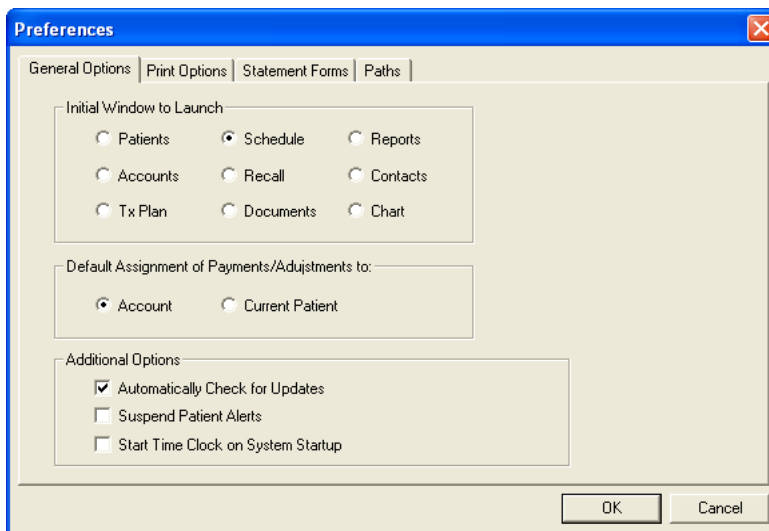 Preferences
General Options Print Options Statement Forms Paths
Initial Window to Launch
Patients Schedule Reports
Accounts Recall Contacts
Tx Plan Documents Chart
Default Assignment of Payments/Adujstments to:
Account Current Patient
Additional Options
Automatically Check for Updates
Suspend Patient Alerts
Start Time Clock on System Startup
OK Cancel